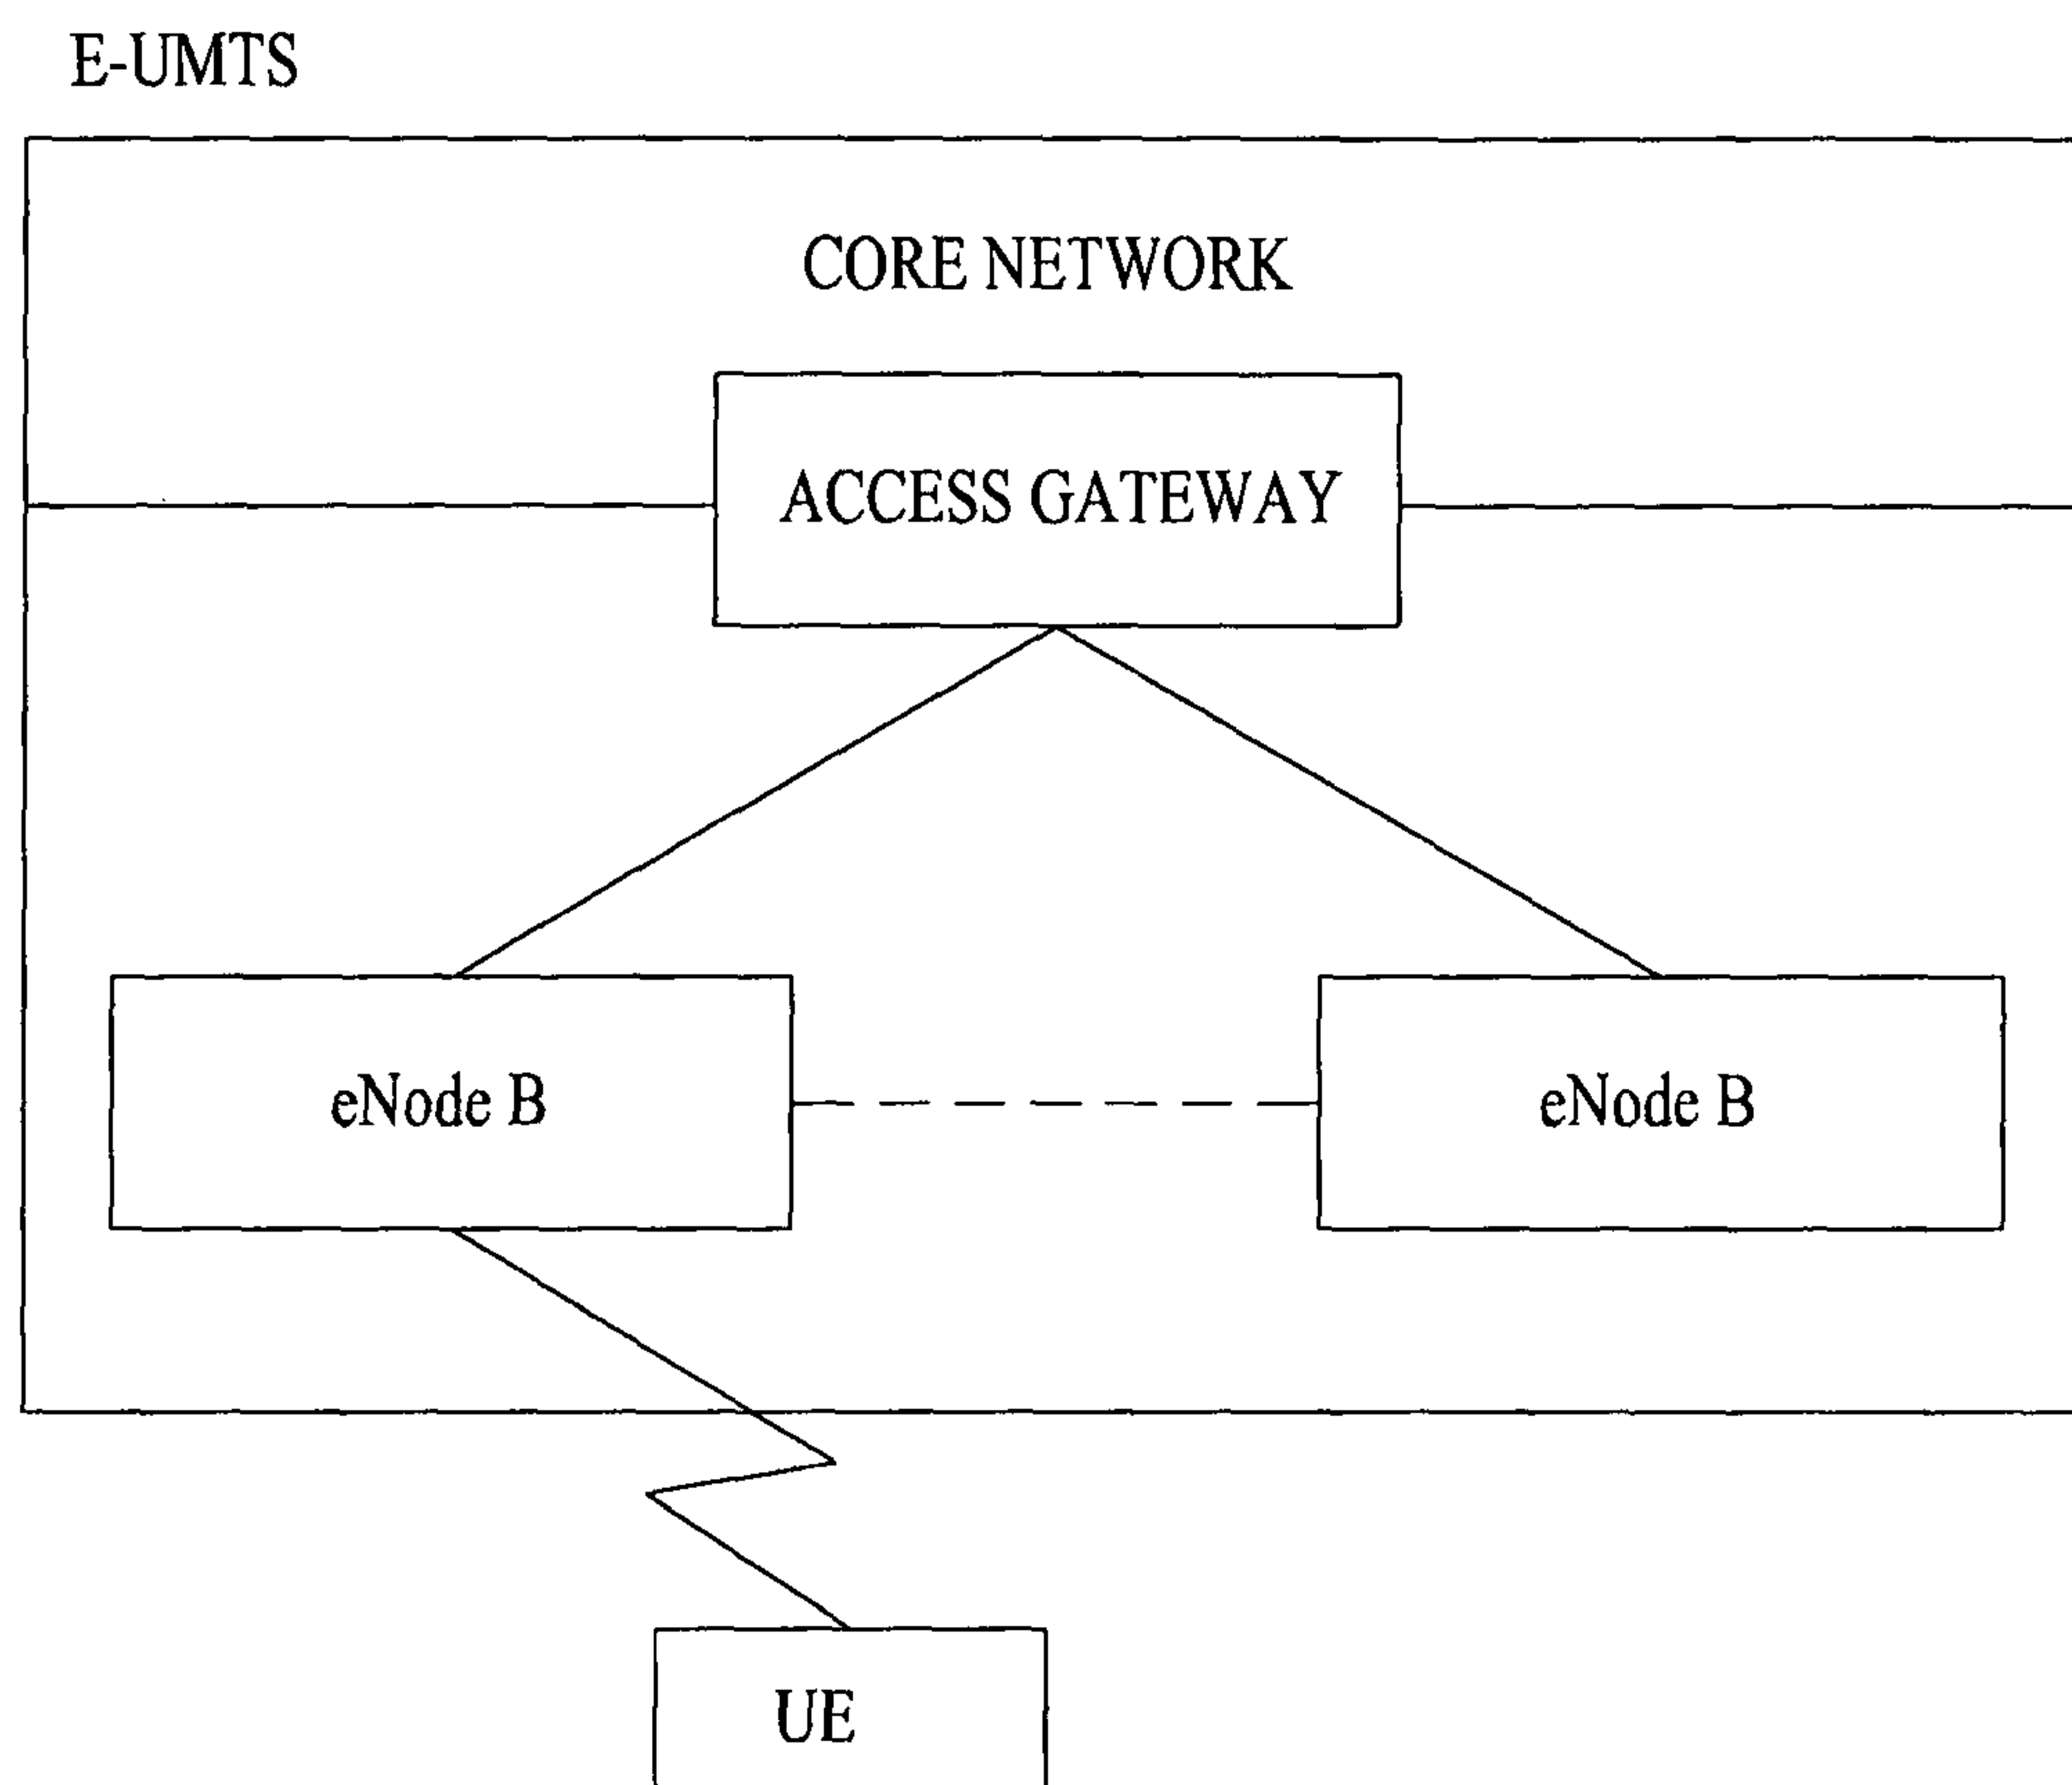 E-UMTS
CORE NETWORK
ACCESS GATEWAY
eNode B
eNode B
UE